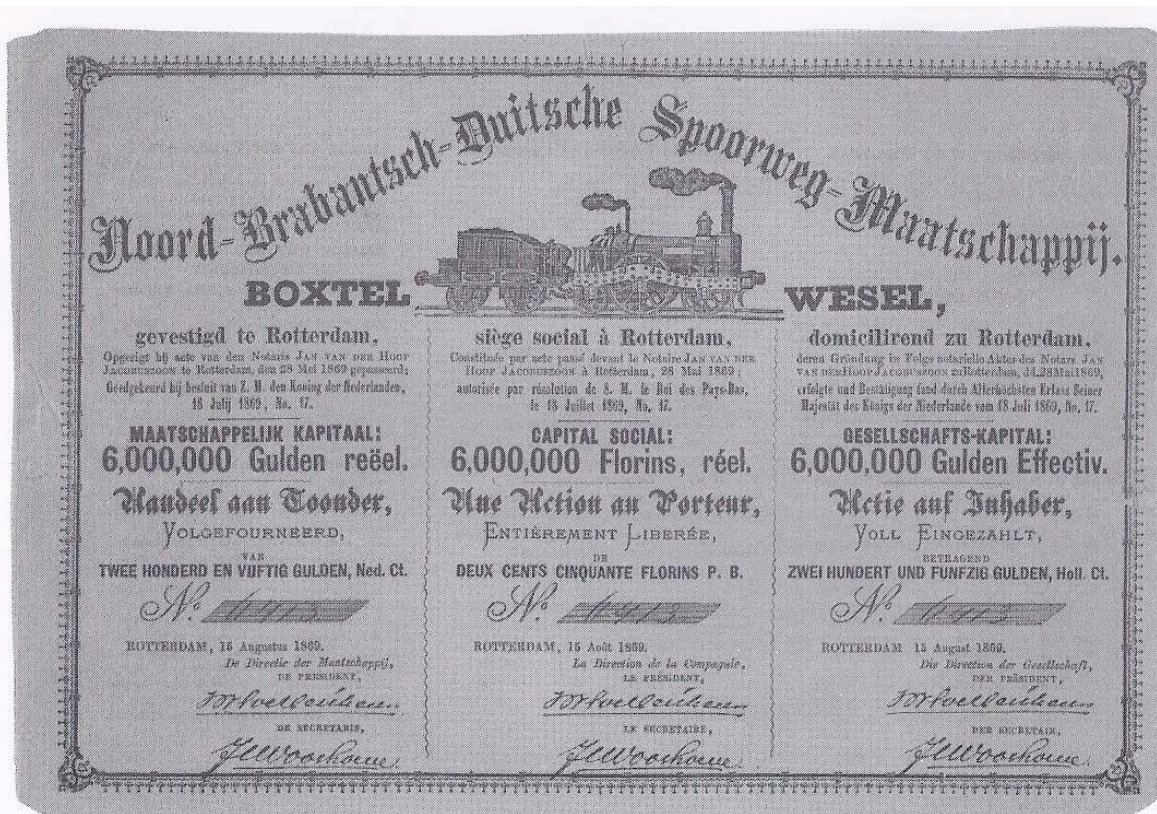 Noord-Brabantsch-Duitsche Spoorweg-Maatschappij.
BOXTEL WESEL,
gevestigd te Rotterdam,
Opgerigt bij acte van den Notaris JAN VAN DER HOOP
JACOBUSZOON te Rotterdam, den 28 Mei 1869 gepasseerd;
Goedgekeurd bij besluit van Z. M. den Koning der Nederlanden,
18 Julij 1869, No. 17.
MAATSCHAPPELIJK KAPITAAL:
6,000,000 Gulden reëel.
Aandeel aan Toonder,
VOLGEFOURNEERD,
VAN
TWEE HONDERD EN VIJFTIG GULDEN, Ned. Ct.
No. 6413
ROTTERDAM, 15 Augustus 1869.
De Directie der Maatschappij,
DE PRESIDENT,
DE SECRETARIS,
siège social à Rotterdam,
Constituée par acte passé devant le Notaire JAN VAN DER
HOOP JACOBUSZOON à Rotterdam, 28 Mai 1869;
autorisée par résolution de S. M. le Roi des Pays-Bas,
le 18 Juillet 1869, No. 17.
CAPITAL SOCIAL:
6,000,000 Florins, réel.
Une Action au Porteur,
ENTIÈREMENT LIBERÉE,
DE
DEUX CENTS CINQUANTE FLORINS P. B.
No. 6413
ROTTERDAM, 15 Août 1869.
La Direction de la Compagnie,
LE PRÉSIDENT,
LE SECRETAIRE,
domicilirend zu Rotterdam,
deren Gründung in Folge notarielle Aktes des Notars JAN
VAN DER HOOP JACOBUSZOON zu Rotterdam, dd. 28 Mai 1869,
erfolgte und Bestätigung fand durch Allerhöchsten Erlass Seiner
Majestät des Königs der Niederlande vom 18 Juli 1869, No. 17.
GESELLSCHAFTS-KAPITAL:
6,000,000 Gulden Effectiv.
Actie auf Inhaber,
VOLL EINGEZAHLT,
BETRAGEND
ZWEI HUNDERT UND FUNFZIG GULDEN, Holl. Ct.
No. 6413
ROTTERDAM 15 August 1869.
Die Direction der Gesellschaft,
DER PRÄSIDENT,
DER SECRETAIR,